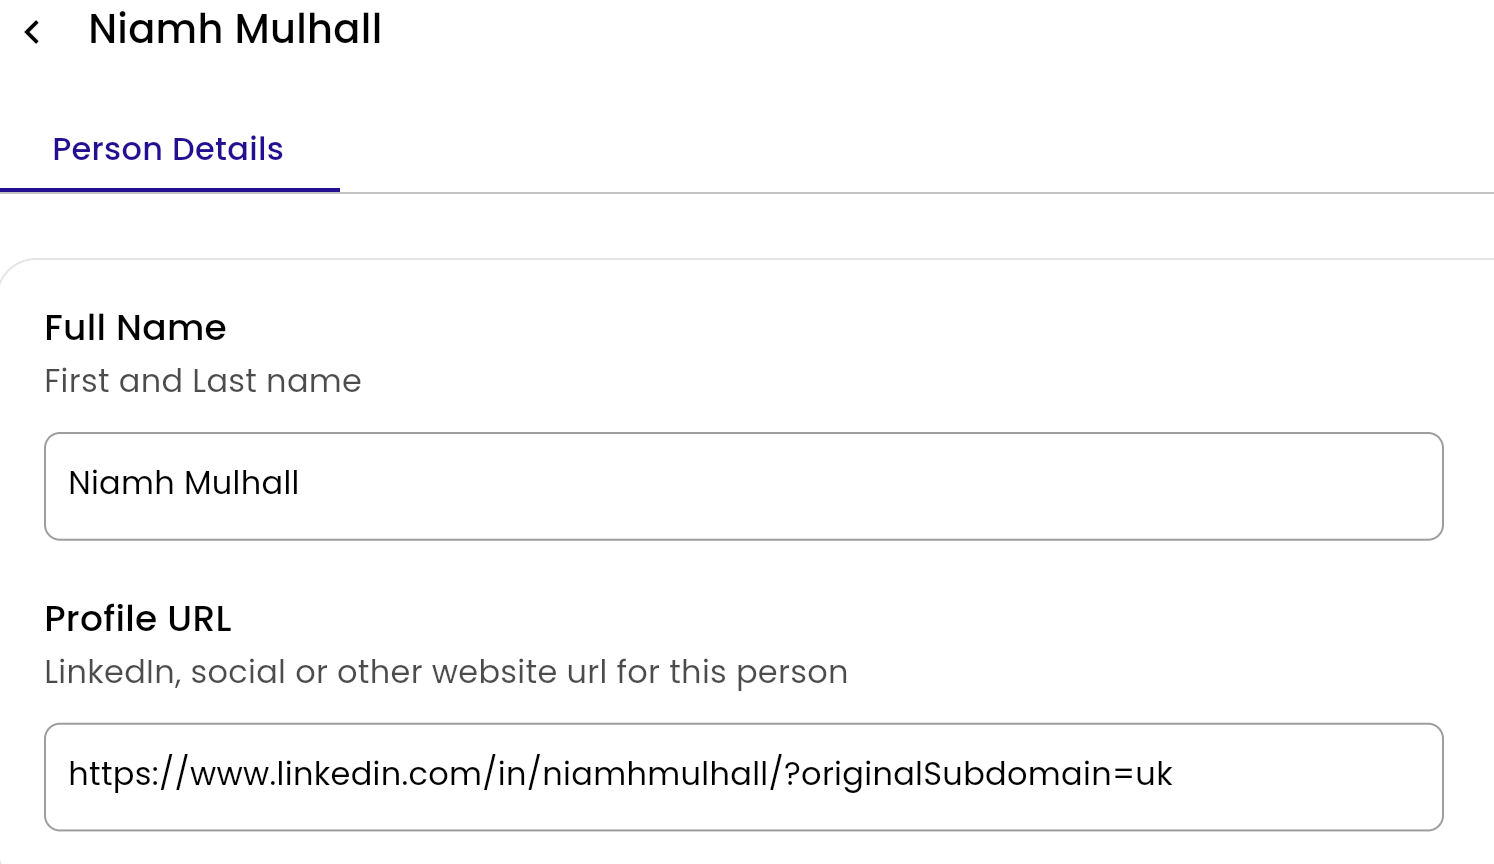 Niamh Mulhall
Person Details
Full Name
First and Last name
Niamh Mulhall
Profile URL
LinkedIn, social or other website url for this person
https://www.linkedin.com/in/niamhmulhall/?originalSubdomain=uk